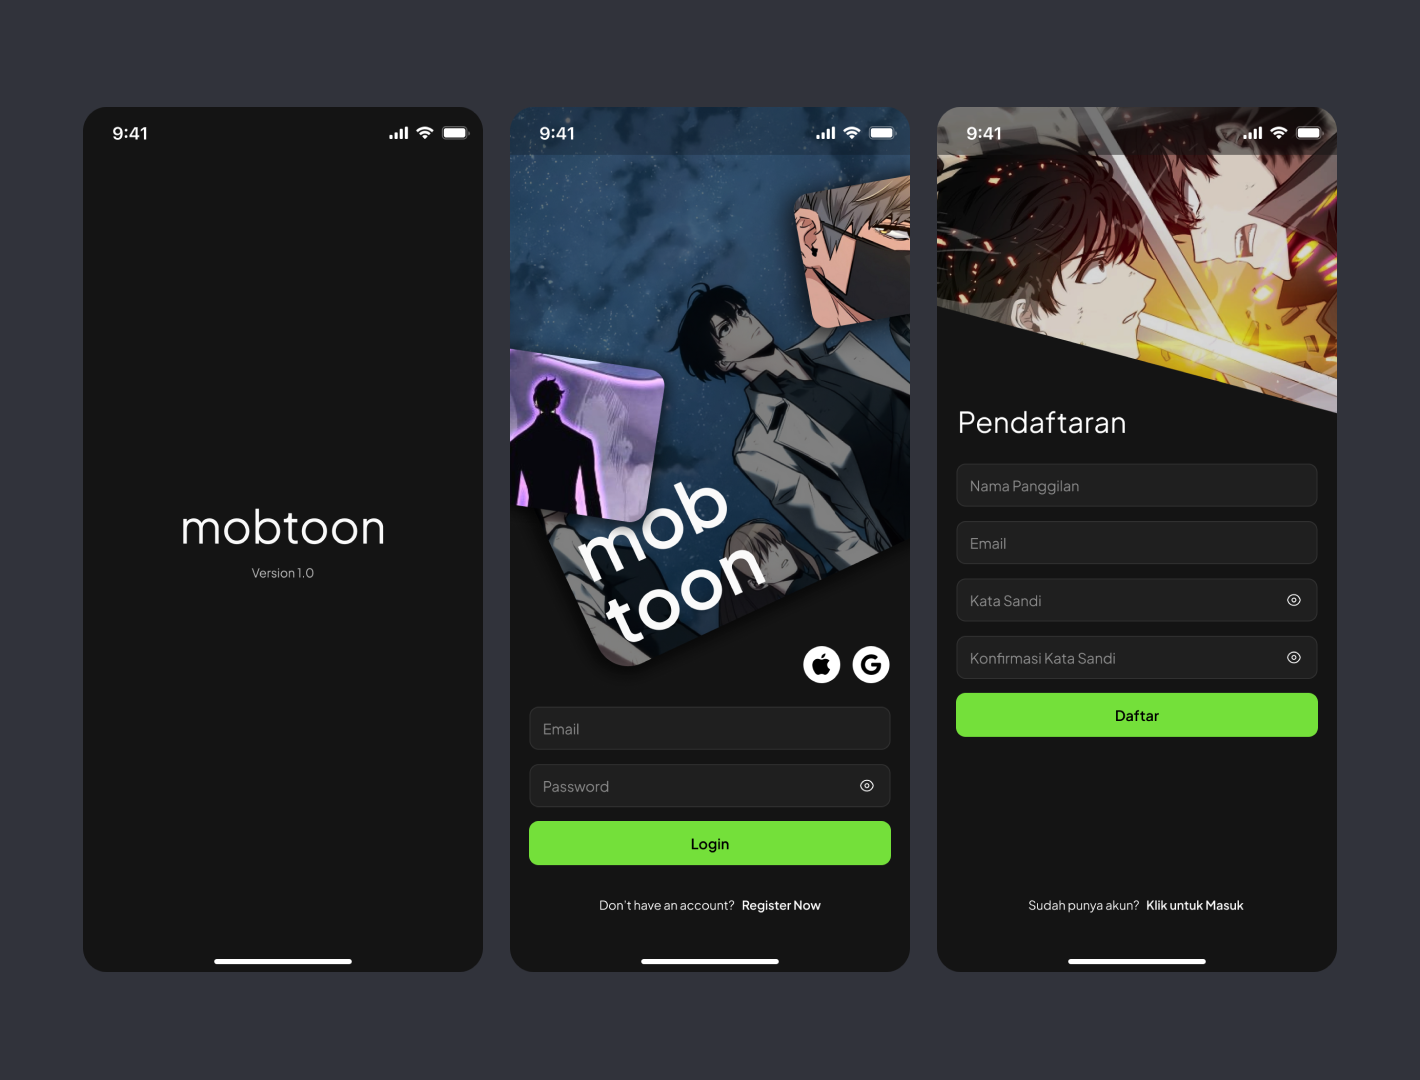 9:41
mobtoon
Version 1.0
9:41
mob
toon
Email
Password
Login
Don't have an account? Register Now
9:41
Pendaftaran
Nama Panggilan
Email
Kata Sandi
Konfirmasi Kata Sandi
Daftar
Sudah punya akun? Klik untuk Masuk